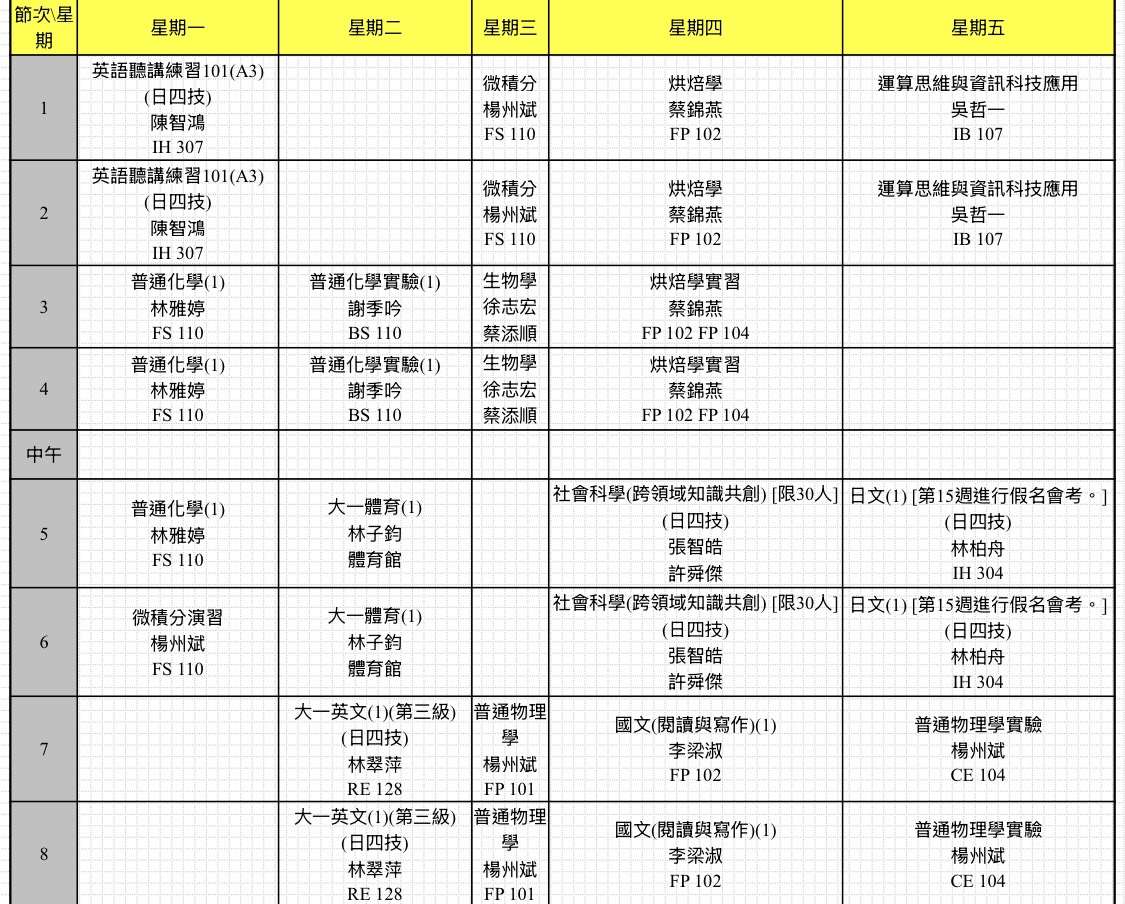 節次\星期
星期一
星期二
星期三
星期四
星期五
1
英語聽講練習101(A3)
(日四技)
陳智鴻
IH 307
微積分
楊州斌
FS 110
烘焙學
蔡錦燕
FP 102
運算思維與資訊科技應用
吳哲一
IB 107
2
英語聽講練習101(A3)
(日四技)
陳智鴻
IH 307
微積分
楊州斌
FS 110
烘焙學
蔡錦燕
FP 102
運算思維與資訊科技應用
吳哲一
IB 107
3
普通化學(1)
林雅婷
FS 110
普通化學實驗(1)
謝季吟
BS 110
生物學
徐志宏
蔡添順
烘焙學實習
蔡錦燕
FP 102 FP 104
4
普通化學(1)
林雅婷
FS 110
普通化學實驗(1)
謝季吟
BS 110
生物學
徐志宏
蔡添順
烘焙學實習
蔡錦燕
FP 102 FP 104
中午
5
普通化學(1)
林雅婷
FS 110
大一體育(1)
林子鈞
體育館
社會科學(跨領域知識共創) [限30人]
(日四技)
張智皓
許舜傑
日文(1) [第15週進行假名會考。]
(日四技)
林柏舟
IH 304
6
微積分演習
楊州斌
FS 110
大一體育(1)
林子鈞
體育館
社會科學(跨領域知識共創) [限30人]
(日四技)
張智皓
許舜傑
日文(1) [第15週進行假名會考。]
(日四技)
林柏舟
IH 304
7
大一英文(1)(第三級)
(日四技)
林翠萍
RE 128
普通物理
學
楊州斌
FP 101
國文(閱讀與寫作)(1)
李梁淑
FP 102
普通物理學實驗
楊州斌
CE 104
8
大一英文(1)(第三級)
(日四技)
林翠萍
RE 128
普通物理
學
楊州斌
FP 101
國文(閱讀與寫作)(1)
李梁淑
FP 102
普通物理學實驗
楊州斌
CE 104